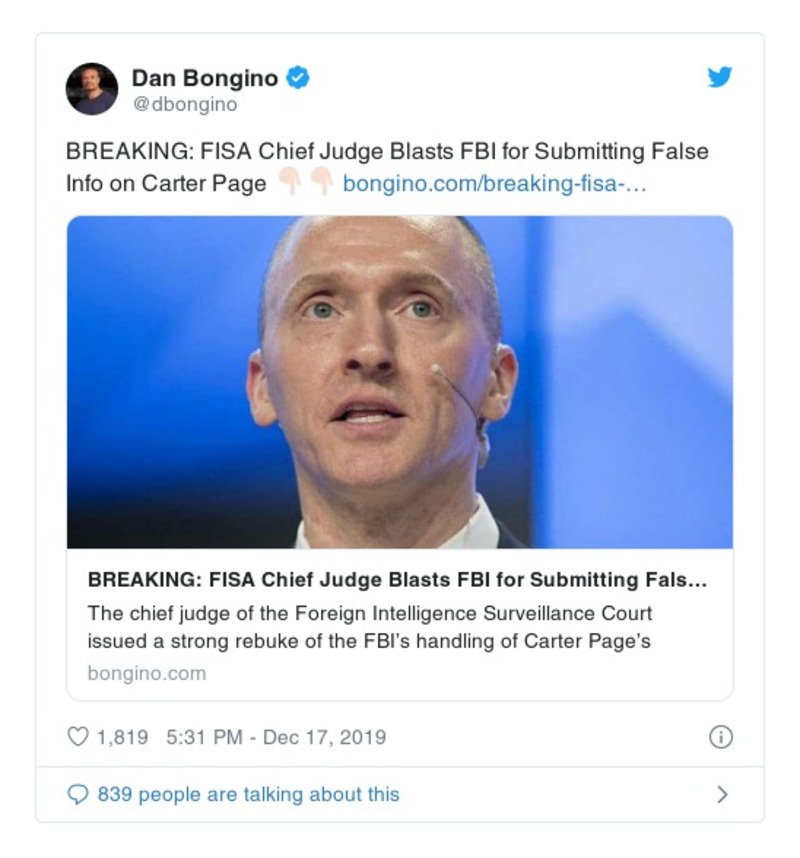 Dan Bongino
@dbongino
BREAKING: FISA Chief Judge Blasts FBI for Submitting False
Info on Carter Page 👇🏻👇🏻 bongino.com/breaking-fisa-…
BREAKING: FISA Chief Judge Blasts FBI for Submitting Fals...
The chief judge of the Foreign Intelligence Surveillance Court
issued a strong rebuke of the FBI’s handling of Carter Page’s
bongino.com
1,819 5:31 PM - Dec 17, 2019
839 people are talking about this